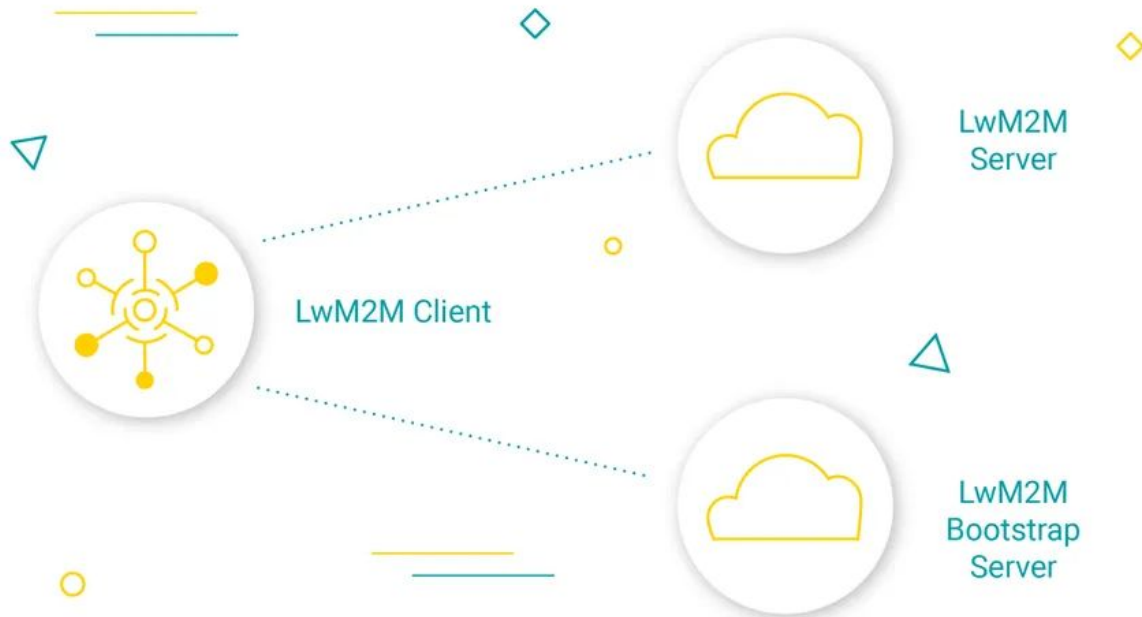 LwM2M
Server
LwM2M Client
LwM2M
Bootstrap
Server